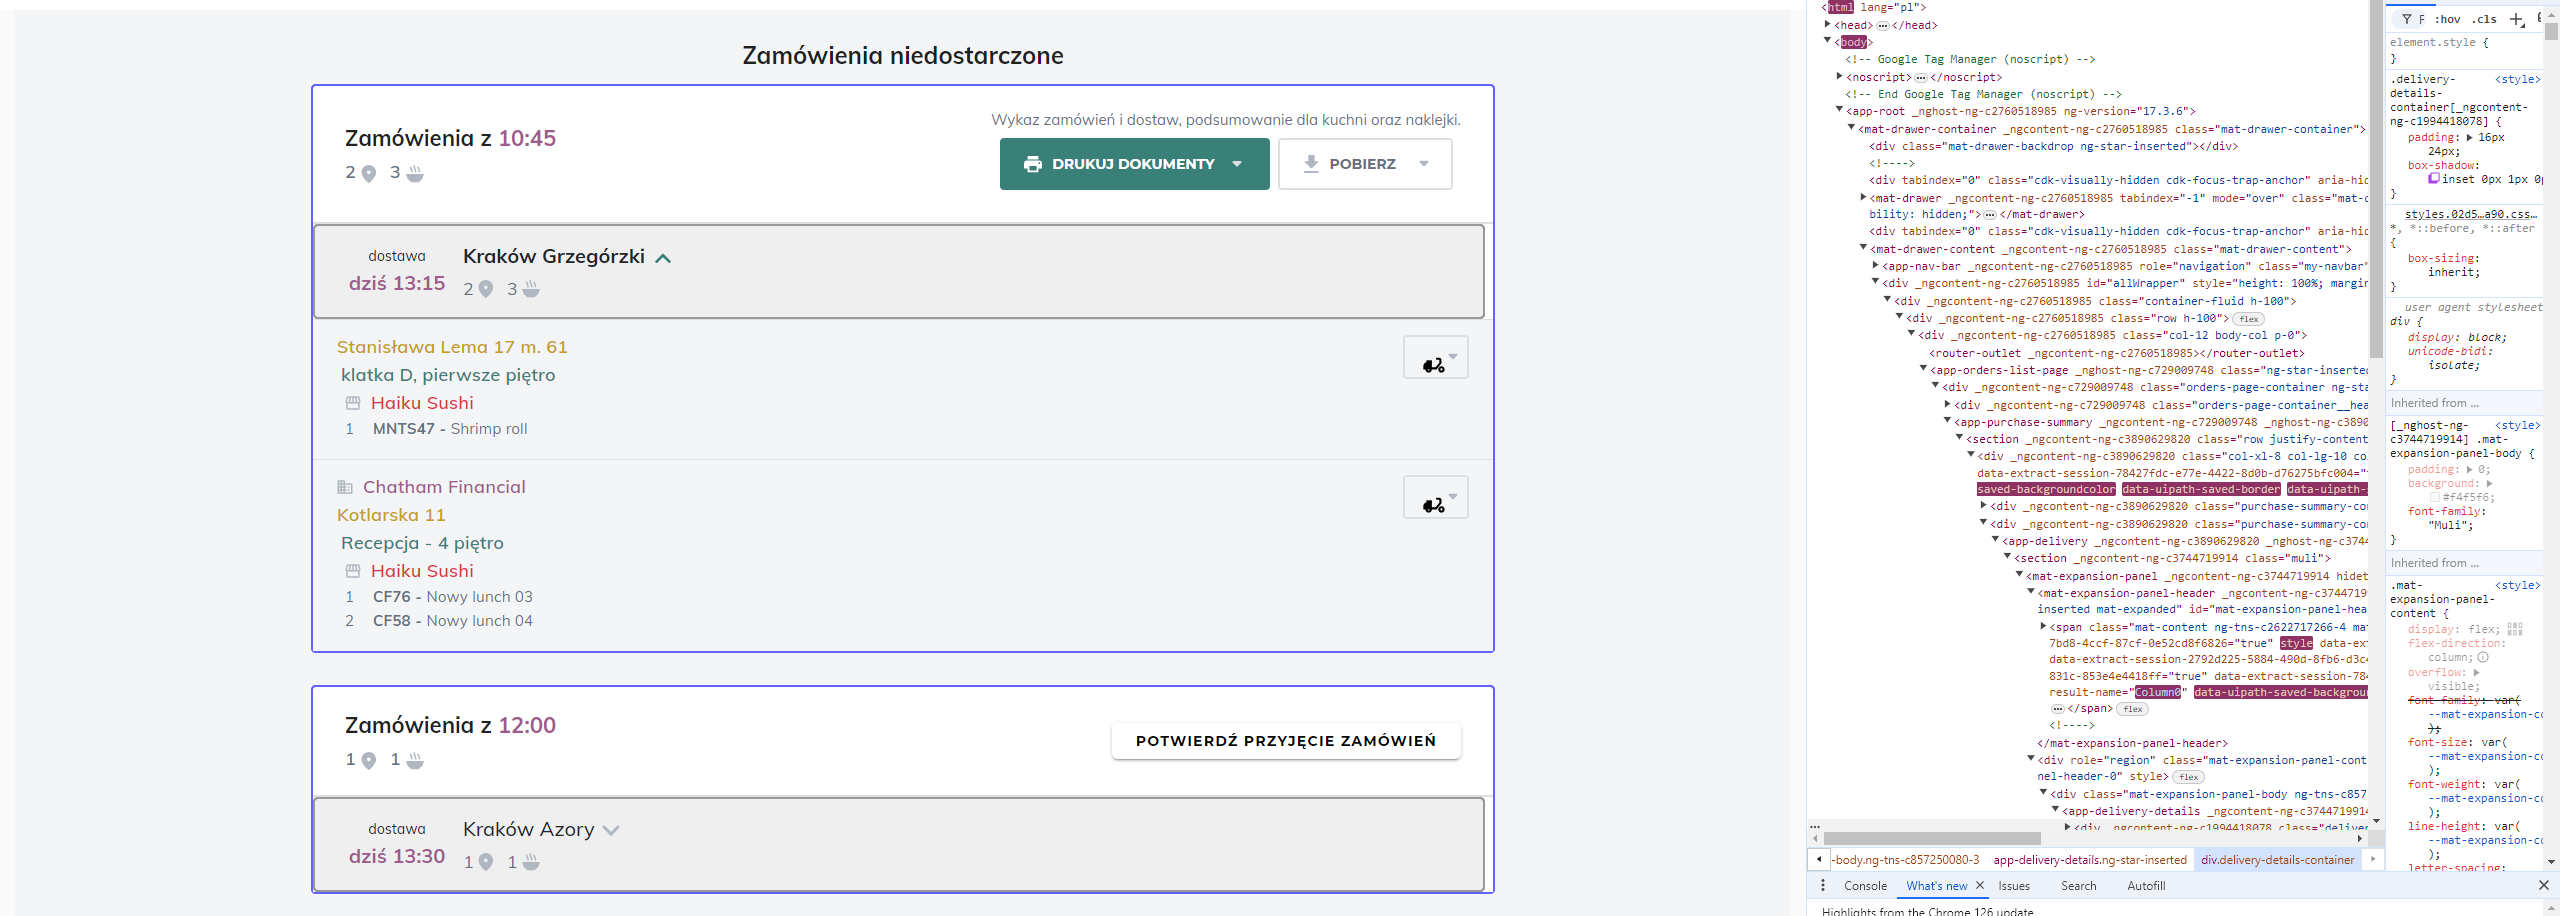 Zamówienia niedostarczone
Zamówienia z 10:45
2 3
Wykaz zamówień i dostaw, podsumowanie dla kuchni oraz naklejki.
DRUKUJ DOKUMENTY
POBIERZ
dostawa
dziś 13:15
Kraków Grzegórzki
2 3
Stanisława Lema 17 m. 61
klatka D, pierwsze piętro
Haiku Sushi
1 MNTS47 - Shrimp roll
Chatham Financial
Kotlarska 11
Recepcja - 4 piętro
Haiku Sushi
1 CF76 - Nowy lunch 03
2 CF58 - Nowy lunch 04
Zamówienia z 12:00
1 1
POTWIERDŹ PRZYJĘCIE ZAMÓWIEŃ
dostawa
dziś 13:30
Kraków Azory
1 1
<html lang="pl">
<head> </head>
<body>
<!-- Google Tag Manager (noscript) -->
<noscript> </noscript>
<!-- End Google Tag Manager (noscript) -->
<app-root _nghost-ng-c2760518985 ng-version="17.3.6">
<mat-drawer-container _ngcontent-ng-c2760518985 class="mat-drawer-container">
<div class="mat-drawer-backdrop ng-star-inserted"></div>
<!---->
<div tabindex="0" class="cdk-visually-hidden cdk-focus-trap-anchor" aria-hid
<mat-drawer _ngcontent-ng-c2760518985 tabindex="-1" mode="over" class="mat-d
bility: hidden;"> </mat-drawer>
<div tabindex="0" class="cdk-visually-hidden cdk-focus-trap-anchor" aria-hid
<mat-drawer-content _ngcontent-ng-c2760518985 class="mat-drawer-content">
<app-nav-bar _ngcontent-ng-c2760518985 role="navigation" class="my-navbar"
<div _ngcontent-ng-c2760518985 id="allWrapper" style="height: 100%; margin
<div _ngcontent-ng-c2760518985 class="container-fluid h-100">
<div _ngcontent-ng-c2760518985 class="row h-100"> flex
<div _ngcontent-ng-c2760518985 class="col-12 body-col p-0">
<router-outlet _ngcontent-ng-c2760518985></router-outlet>
<app-orders-list-page _nghost-ng-c729009748 class="ng-star-inserted
<div _ngcontent-ng-c729009748 class="orders-page-container ng-sta
<div _ngcontent-ng-c729009748 class="orders-page-container__hea
<app-purchase-summary _ngcontent-ng-c729009748 _nghost-ng-c3890
<section _ngcontent-ng-c3890629820 class="row justify-content
<div _ngcontent-ng-c3890629820 class="col-xl-8 col-lg-10 co
data-extract-session-78427fdc-e77e-4422-8d0b-d76275bfc004="
saved-backgroundcolor data-uipath-saved-border data-uipath-s
<div _ngcontent-ng-c3890629820 class="purchase-summary-co
<div _ngcontent-ng-c3890629820 class="purchase-summary-co
<app-delivery _ngcontent-ng-c3890629820 _nghost-ng-c3744
<section _ngcontent-ng-c3744719914 class="muli">
<mat-expansion-panel _ngcontent-ng-c3744719914 hidet
<mat-expansion-panel-header _ngcontent-ng-c3744719
inserted mat-expanded" id="mat-expansion-panel-hea
<span class="mat-content ng-tns-c2622717266-4 ma
7bd8-4ccf-87cf-0e52cd8f6826="true" style data-ex
data-extract-session-2792d225-5884-490d-8fb6-d3c4
831c-853e4e4418ff="true" data-extract-session-784
result-name="Column0" data-uipath-saved-backgroun
</span> flex
<!---->
</mat-expansion-panel-header>
<div role="region" class="mat-expansion-panel-cont
nel-header-0" style> flex
<div class="mat-expansion-panel-body ng-tns-c857
<app-delivery-details _ngcontent-ng-c3744719914
<div _ngcontent-ng-c1994418078 class="deliver
-body.ng-tns-c857250080-3 app-delivery-details.ng-star-inserted div.delivery-details-container
Console What's new Issues Search Autofill
Highlights from the Chrome 126 update
F :hov .cls
element.style {
}
.delivery- <style>
details-
container[_ngcontent-
ng-c1994418078] {
padding: 16px
24px;
box-shadow:
inset 0px 1px 0p
}
styles.02d5…a90.css…
*, *::before, *::after
{
box-sizing:
inherit;
}
user agent stylesheet
div {
display: block;
unicode-bidi:
isolate;
}
Inherited from ...
[_nghost-ng- <style>
c3744719914] .mat-
expansion-panel-body {
padding: 0;
background:
#f4f5f6;
font-family:
"Muli";
}
Inherited from ...
.mat- <style>
expansion-panel-
content {
display: flex;
flex-direction:
column;
overflow:
visible;
font-family: var(
--mat-expansion-co
);
font-size: var(
--mat-expansion-co
);
font-weight: var(
--mat-expansion-co
);
line-height: var(
--mat-expansion-co
);
letter-spacing: